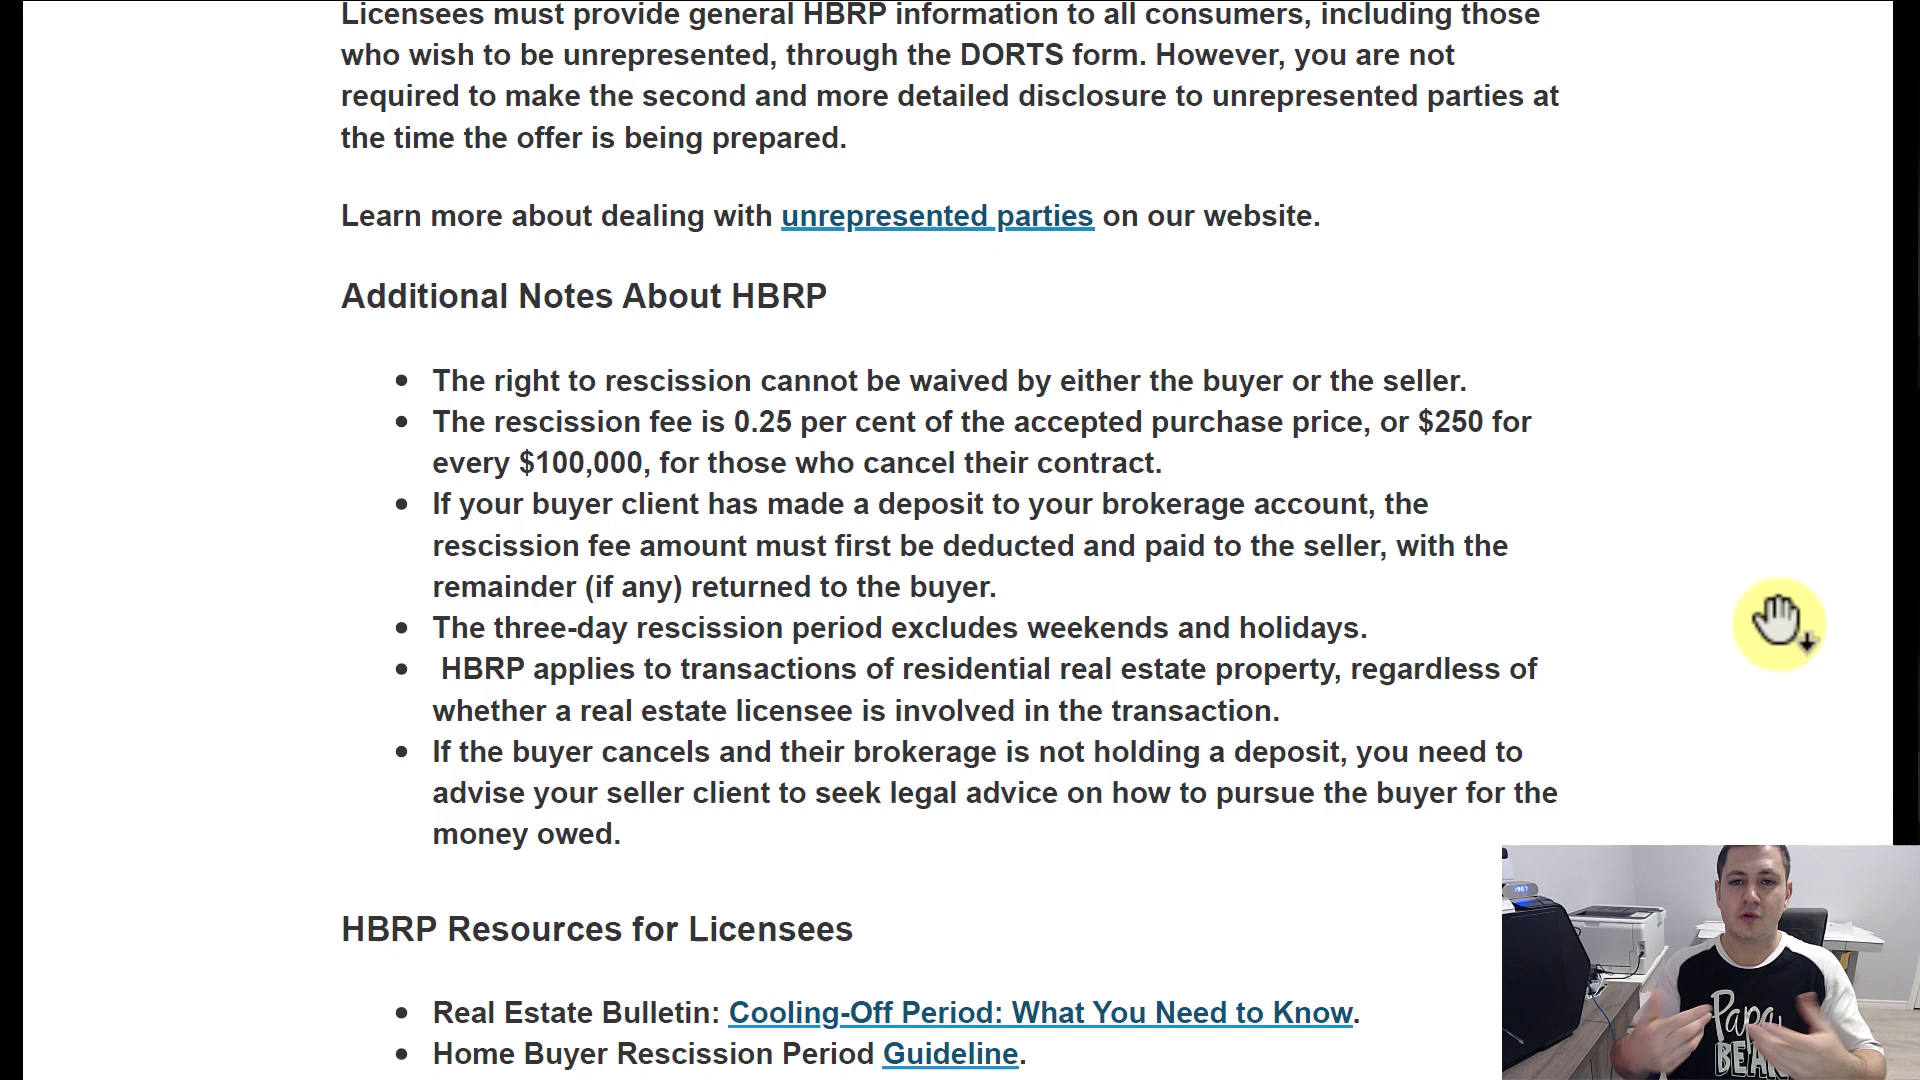 Licensees must provide general HBRP information to all consumers, including those
who wish to be unrepresented, through the DORTS form. However, you are not
required to make the second and more detailed disclosure to unrepresented parties at
the time the offer is being prepared.
Learn more about dealing with unrepresented parties on our website.
Additional Notes About HBRP
• The right to rescission cannot be waived by either the buyer or the seller.
• The rescission fee is 0.25 per cent of the accepted purchase price, or $250 for
every $100,000, for those who cancel their contract.
• If your buyer client has made a deposit to your brokerage account, the
rescission fee amount must first be deducted and paid to the seller, with the
remainder (if any) returned to the buyer.
• The three-day rescission period excludes weekends and holidays.
• HBRP applies to transactions of residential real estate property, regardless of
whether a real estate licensee is involved in the transaction.
• If the buyer cancels and their brokerage is not holding a deposit, you need to
advise your seller client to seek legal advice on how to pursue the buyer for the
money owed.
HBRP Resources for Licensees
• Real Estate Bulletin: Cooling-Off Period: What You Need to Know.
• Home Buyer Rescission Period Guideline.
Papa
BEAR